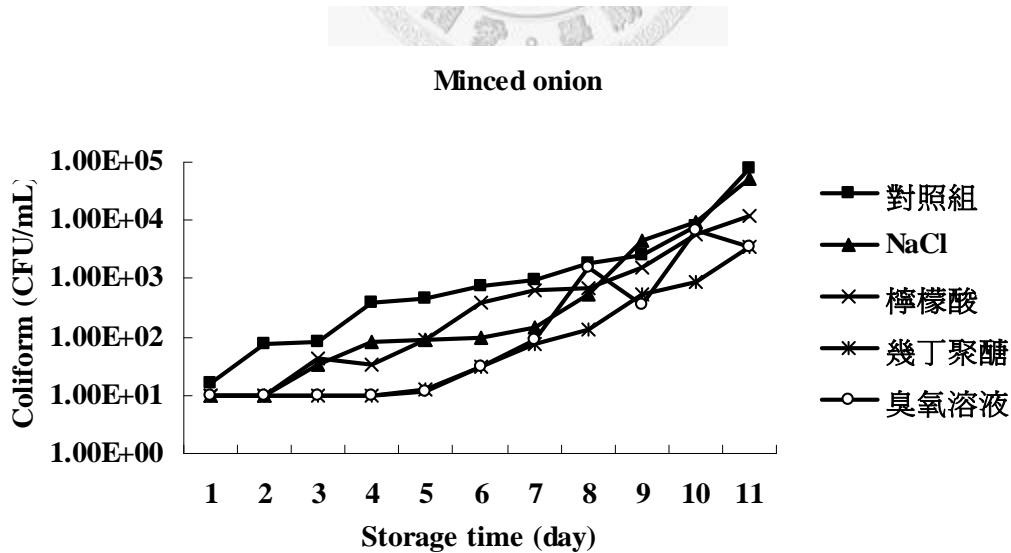 Minced onion
1.00E+05
1.00E+04
1.00E+03
1.00E+02
1.00E+01
1.00E+00
Coliform (CFU/mL)
1 2 3 4 5 6 7 8 9 10 11
Storage time (day)
對照組
NaCl
檸檬酸
幾丁聚醣
臭氧溶液